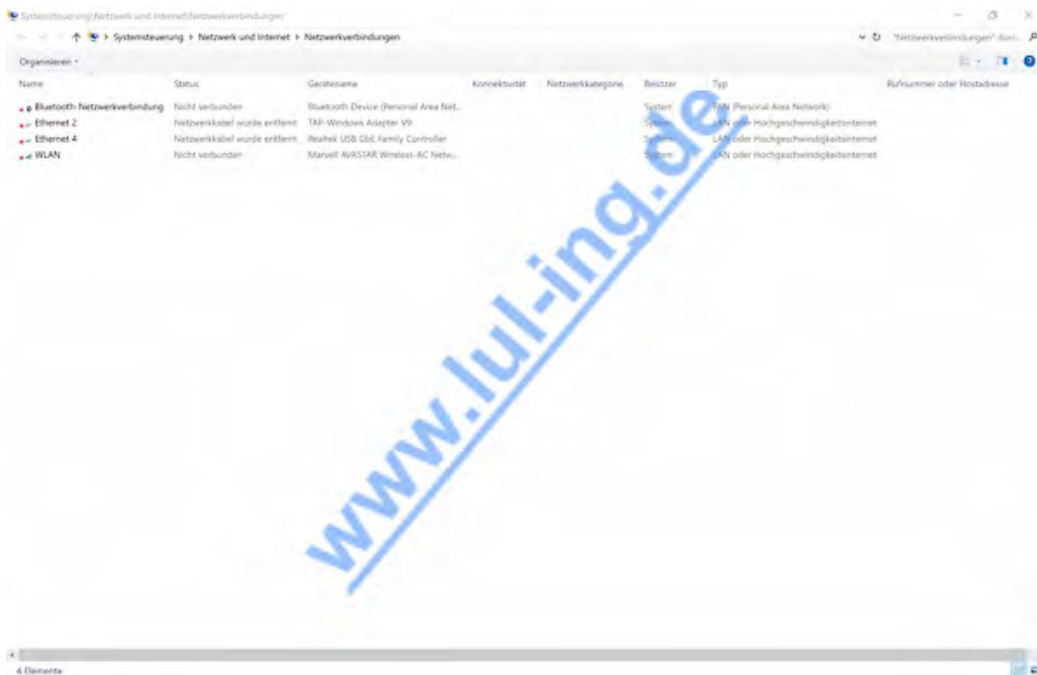 Systemsteuerung\Netzwerk und Internet\Netzwerkverbindungen
Systemsteuerung > Netzwerk und Internet > Netzwerkverbindungen "Netzwerkverbindungen" durc...
Organisieren
Name Status Gerätename Konnektivität Netzwerkkategorie Besitzer Typ Rufnummer oder Hostadresse
Bluetooth-Netzwerkverbindung Nicht verbunden Bluetooth Device (Personal Area Net... System PAN (Personal Area Network)
Ethernet 2 Netzwerkkabel wurde entfernt TAP-Windows Adapter V9 System LAN oder Hochgeschwindigkeitsinternet
Ethernet 4 Netzwerkkabel wurde entfernt Realtek USB GbE Family Controller System LAN oder Hochgeschwindigkeitsinternet
WLAN Nicht verbunden Marvell AVASTAR Wireless-AC Netw... System LAN oder Hochgeschwindigkeitsinternet
www.lul-ing.de
4 Elemente